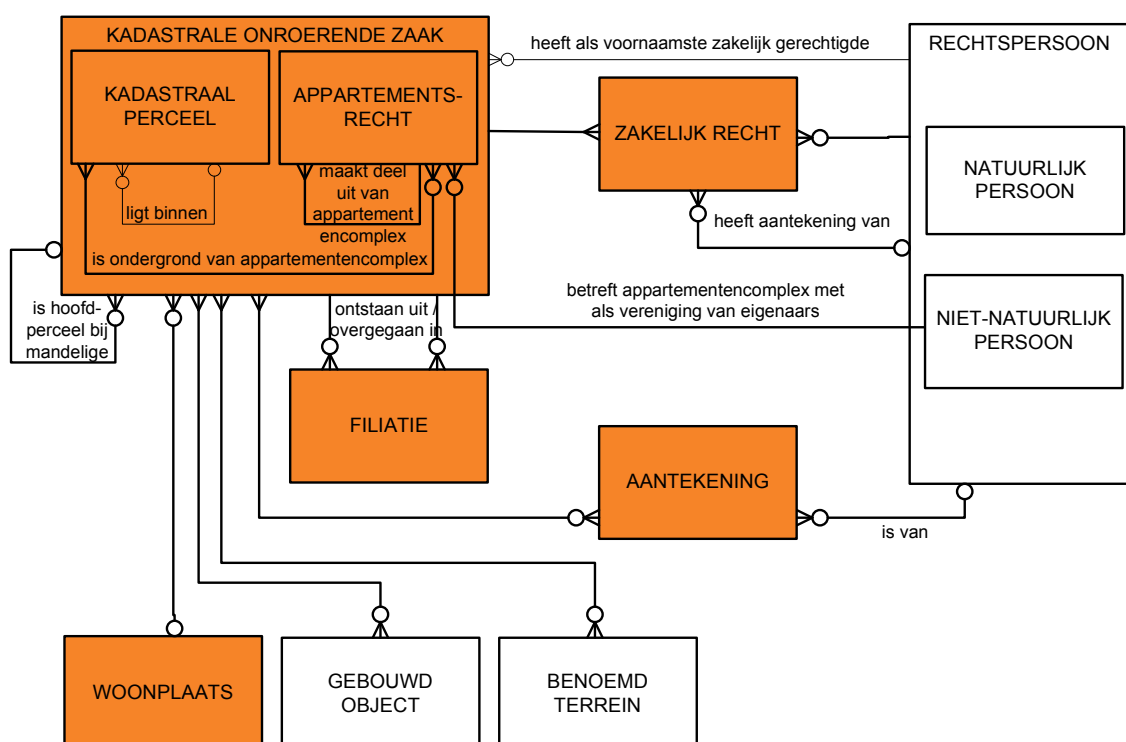 KADASTRALE ONROERENDE ZAAK
KADASTRAAL
PERCEEL
APPARTEMENTS-
RECHT
heeft als voornaamste zakelijk gerechtigde
RECHTSPERSOON
ZAKELIJK RECHT
NATUURLIJK
PERSOON
maakt deel
uit van
appartement
encomplex
ligt binnen
heeft aantekening van
is ondergrond van appartementencomplex
is hoofd-
perceel bij
mandelige
ontstaan uit /
overgegaan in
betreft appartementencomplex met
als vereniging van eigenaars
NIET-NATUURLIJK
PERSOON
FILIATIE
AANTEKENING
is van
WOONPLAATS
GEBOUWD
OBJECT
BENOEMD
TERREIN